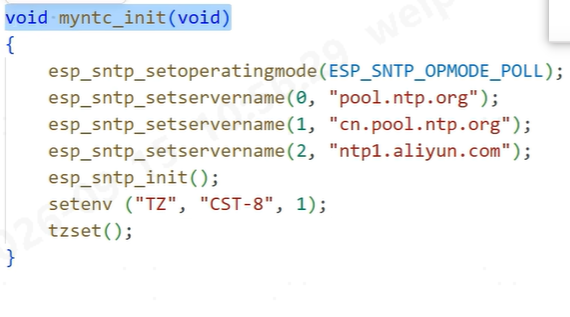 void myntc_init(void)
{
    esp_sntp_setoperatingmode(ESP_SNTP_OPMODE_POLL);
    esp_sntp_setservername(0, "pool.ntp.org");
    esp_sntp_setservername(1, "cn.pool.ntp.org");
    esp_sntp_setservername(2, "ntp1.aliyun.com");
    esp_sntp_init();
    setenv ("TZ", "CST-8", 1);
    tzset();
}